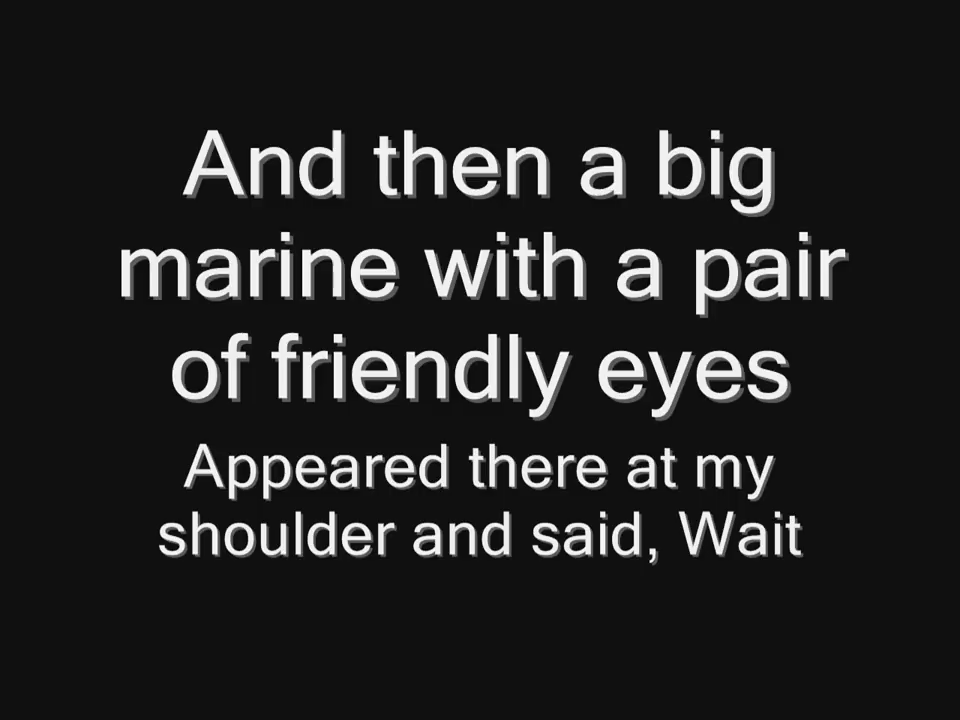 And then a big
marine with a pair
of friendly eyes
Appeared there at my
shoulder and said, Wait